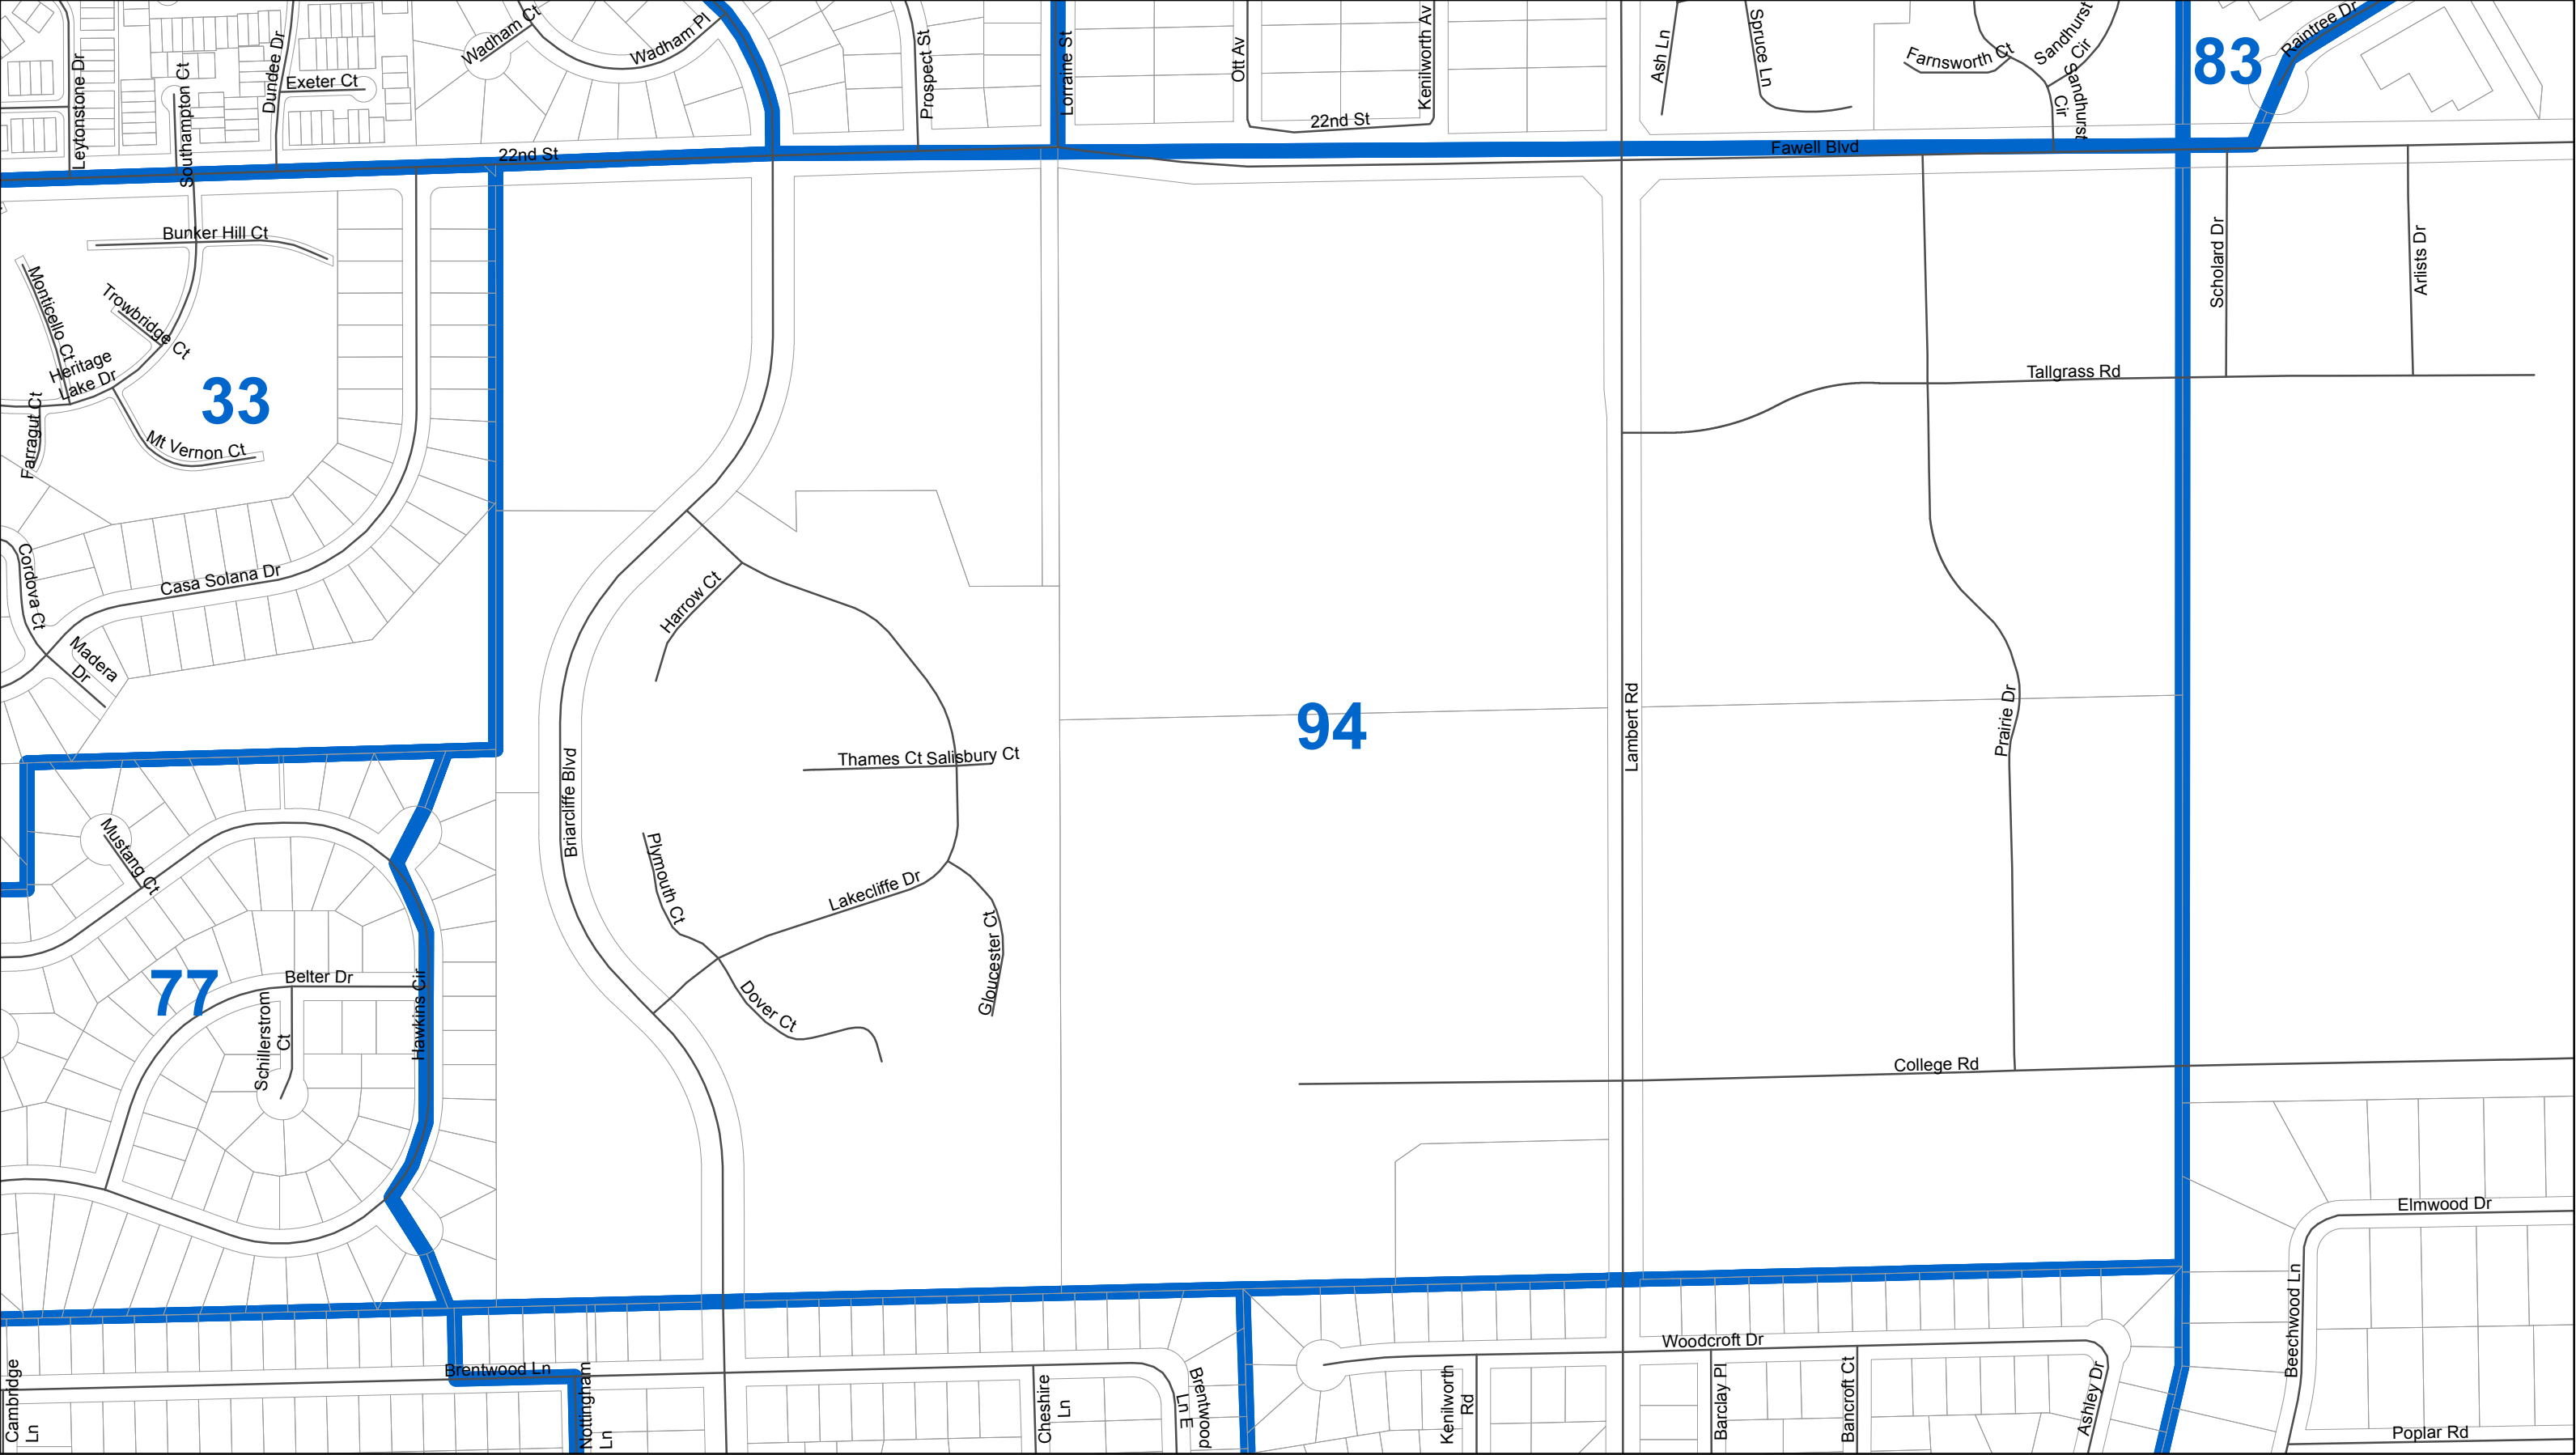 Leytonstone Dr
Southampton Ct
Dundee Dr
Exeter Ct
Wadham Ct
Wadham Pl
Prospect St
Lorraine St
Ott Av
Kenilworth Av
22nd St
Ash Ln
Spruce Ln
Farnsworth Ct
Sandhurst
Cir
Sandhurst
Cir
83
Raintree Dr
22nd St
Fawell Blvd
Bunker Hill Ct
Monticello Ct
Trowbridge Ct
Heritage
Lake Dr
33
Farragut Ct
Mt Vernon Ct
Scholard Dr
Arlists Dr
Tallgrass Rd
Cordova Ct
Casa Solana Dr
Madera
Dr
Harrow Ct
94
Lambert Rd
Prairie Dr
Thames Ct
Salisbury Ct
Briarcliffe Blvd
Mustang Ct
Plymouth Ct
Lakecliffe Dr
Gloucester Ct
Dover Ct
77
Belter Dr
Schillerstrom
Ct
Hawkins Cir
College Rd
Elmwood Dr
Beechwood Ln
Woodcroft Dr
Brentwood Ln
Cambridge
Ln
Nottingham
Ln
Cheshire
Ln
Brentwood
Ln E
Kenilworth
Rd
Barclay Pl
Bancroft Ct
Ashley Dr
Poplar Rd